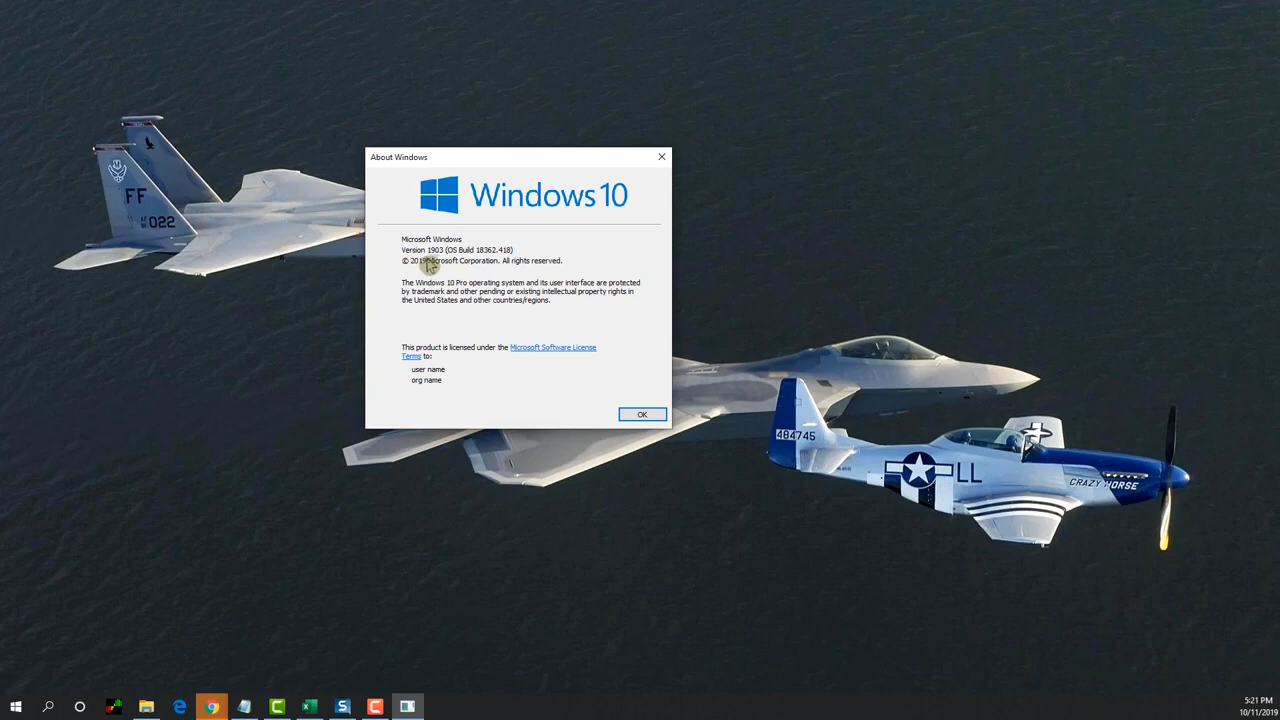 About Windows
Windows 10
Microsoft Windows
Version 1903 (OS Build 18362.418)
© 2019 Microsoft Corporation. All rights reserved.
The Windows 10 Pro operating system and its user interface are protected
by trademark and other pending or existing intellectual property rights in
the United States and other countries/regions.
This product is licensed under the Microsoft Software License
Terms to:
user name
org name
OK
FF
022
484745
LL
CRAZY HORSE
5:21 PM
10/11/2019